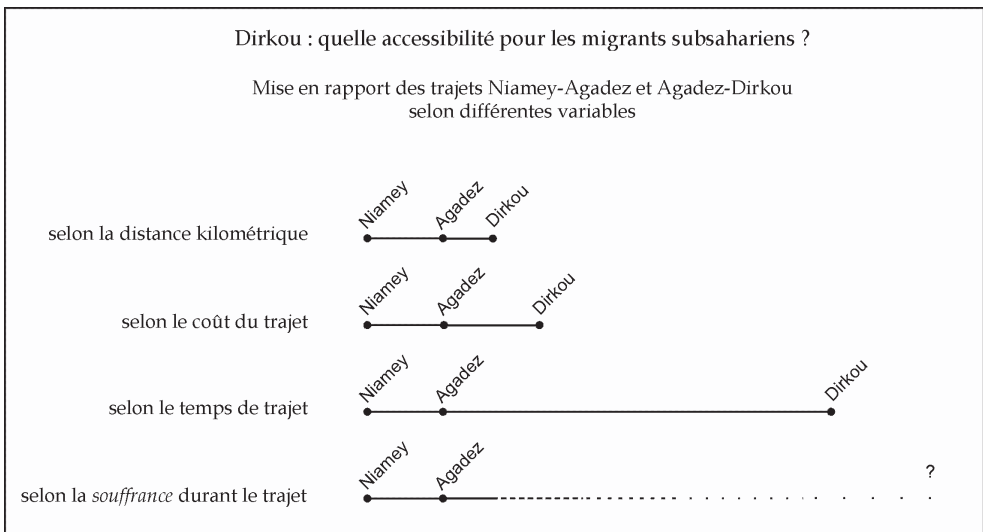 Dirkou : quelle accessibilité pour les migrants subsahariens ?
Mise en rapport des trajets Niamey-Agadez et Agadez-Dirkou
selon différentes variables
Niamey Agadez Dirkou
selon la distance kilométrique
Niamey Agadez Dirkou
selon le coût du trajet
Niamey Agadez Dirkou
selon le temps de trajet
Niamey Agadez ?
selon la souffrance durant le trajet